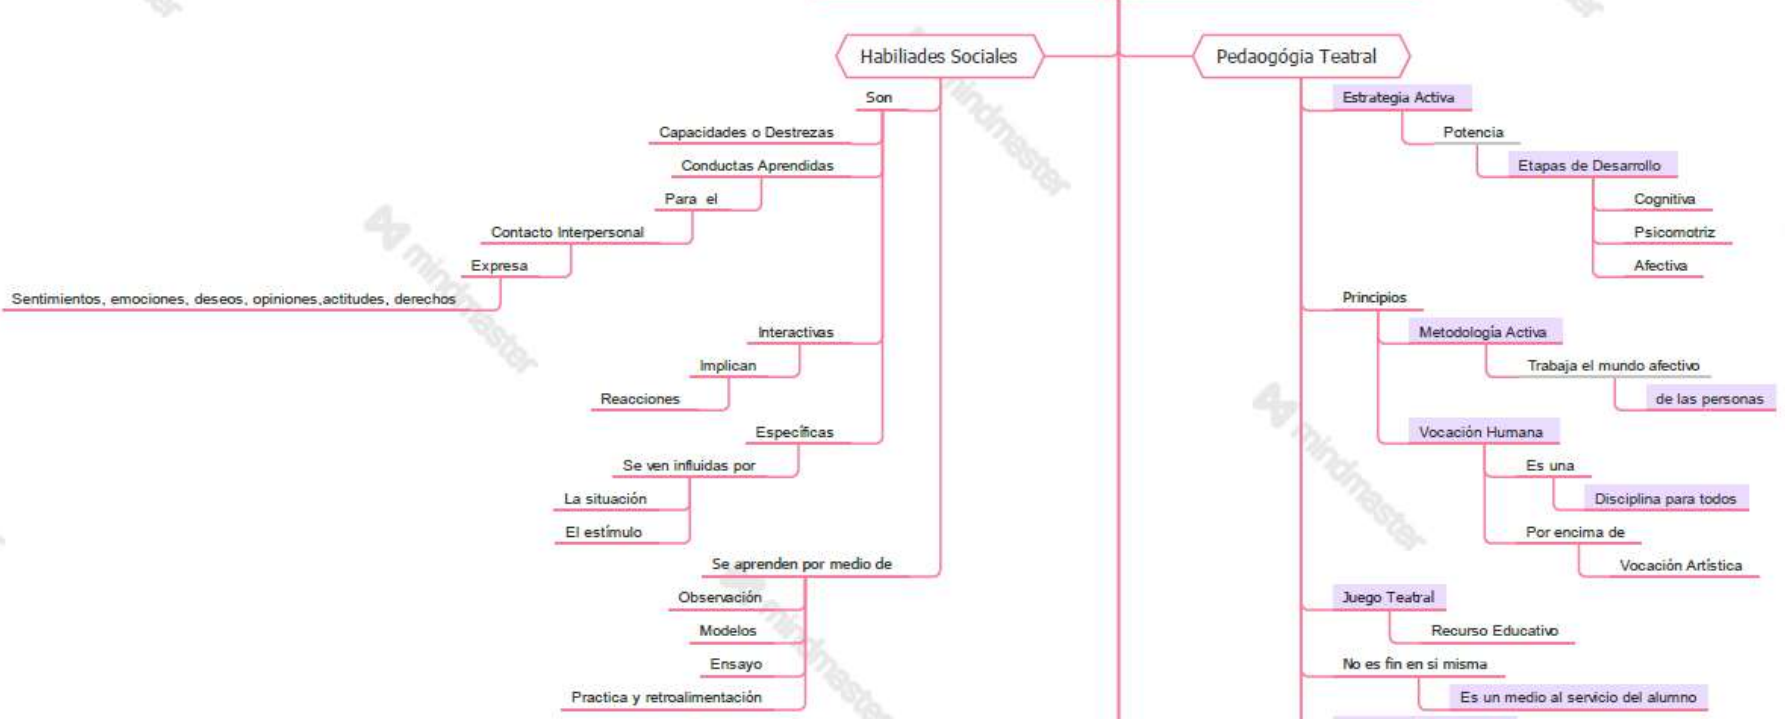 Habiliades Sociales
Son
Capacidades o Destrezas
Conductas Aprendidas
Para el
Contacto Interpersonal
Expresa
Sentimientos, emociones, deseos, opiniones,actitudes, derechos
Interactivas
Implican
Reacciones
Específicas
Se ven influidas por
La situación
El estímulo
Se aprenden por medio de
Observación
Modelos
Ensayo
Practica y retroalimentación
Pedaogógia Teatral
Estrategia Activa
Potencia
Etapas de Desarrollo
Cognitiva
Psicomotriz
Afectiva
Principios
Metodología Activa
Trabaja el mundo afectivo
de las personas
Vocación Humana
Es una
Disciplina para todos
Por encima de
Vocación Artística
Juego Teatral
Recurso Educativo
No es fin en si misma
Es un medio al servicio del alumno
mindmaster
mindmaster
mindmaster
mindmaster